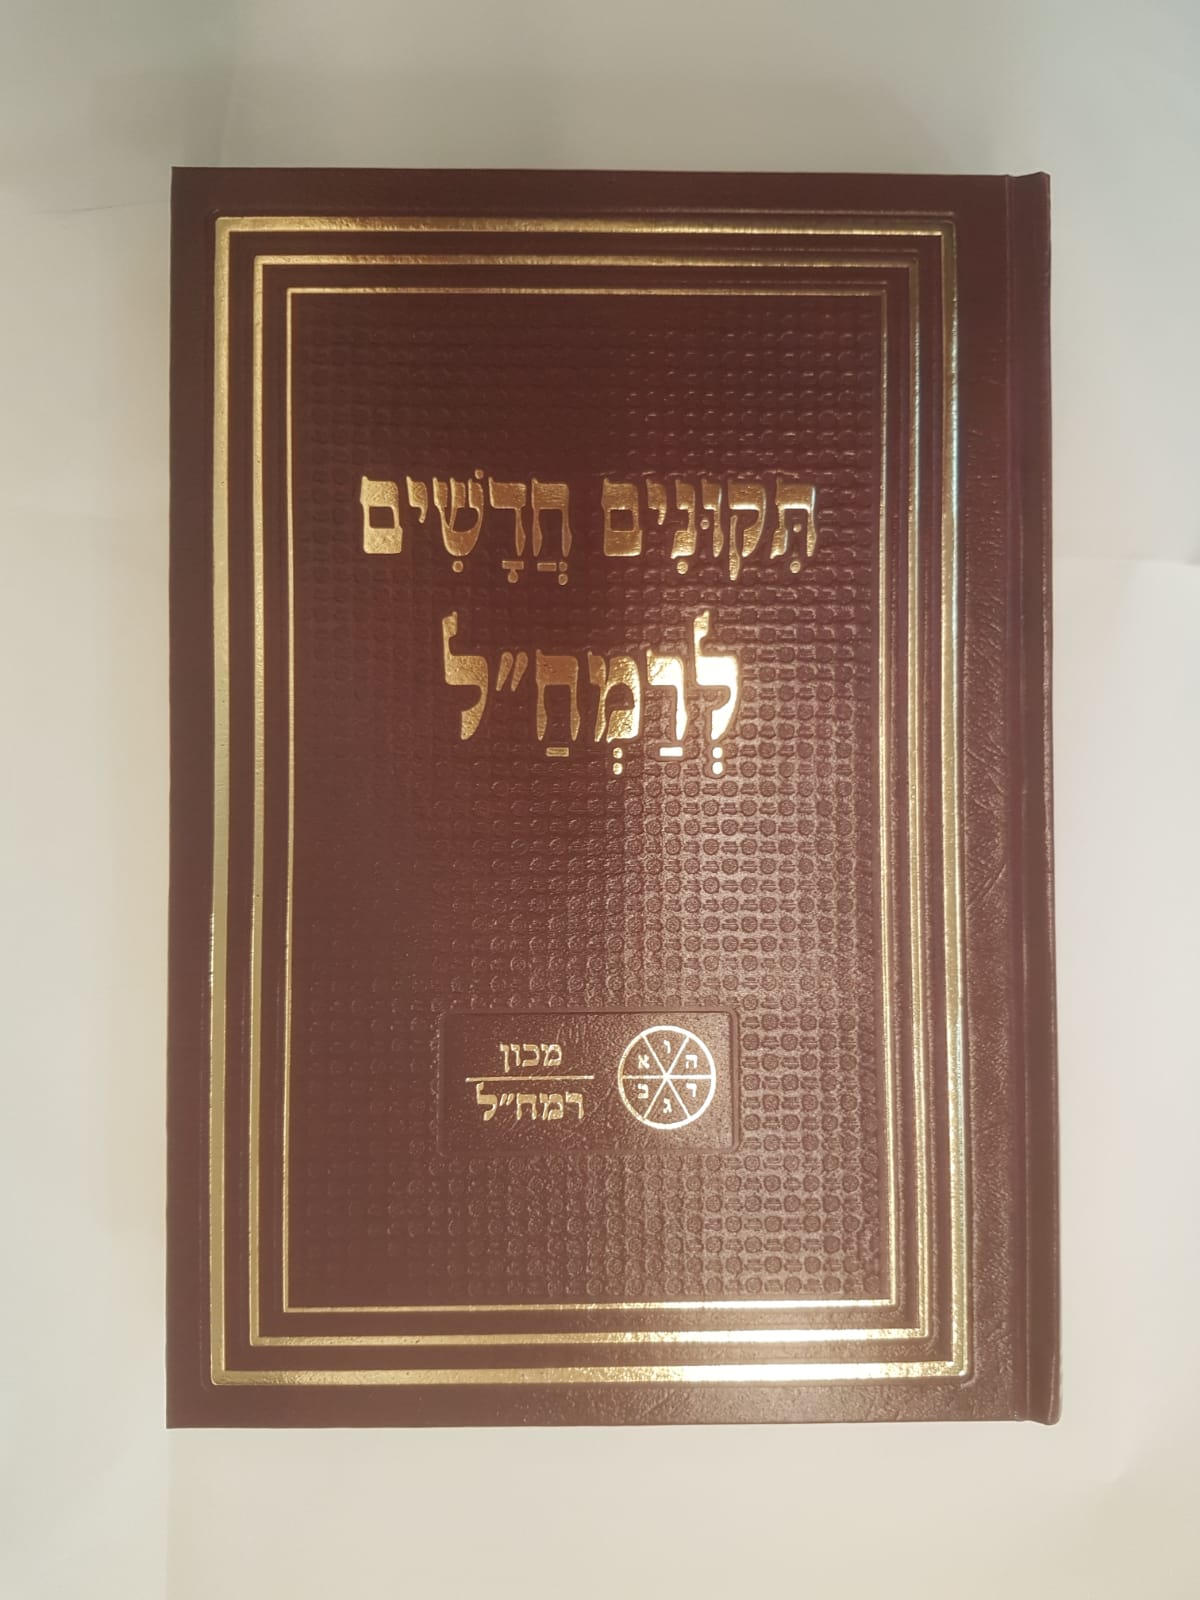 תִּקּוּנִים חֲדָשִׁים
לְרַמְחַ״ל
מכון
רמח״ל
ו
א ה
ב ד
ג